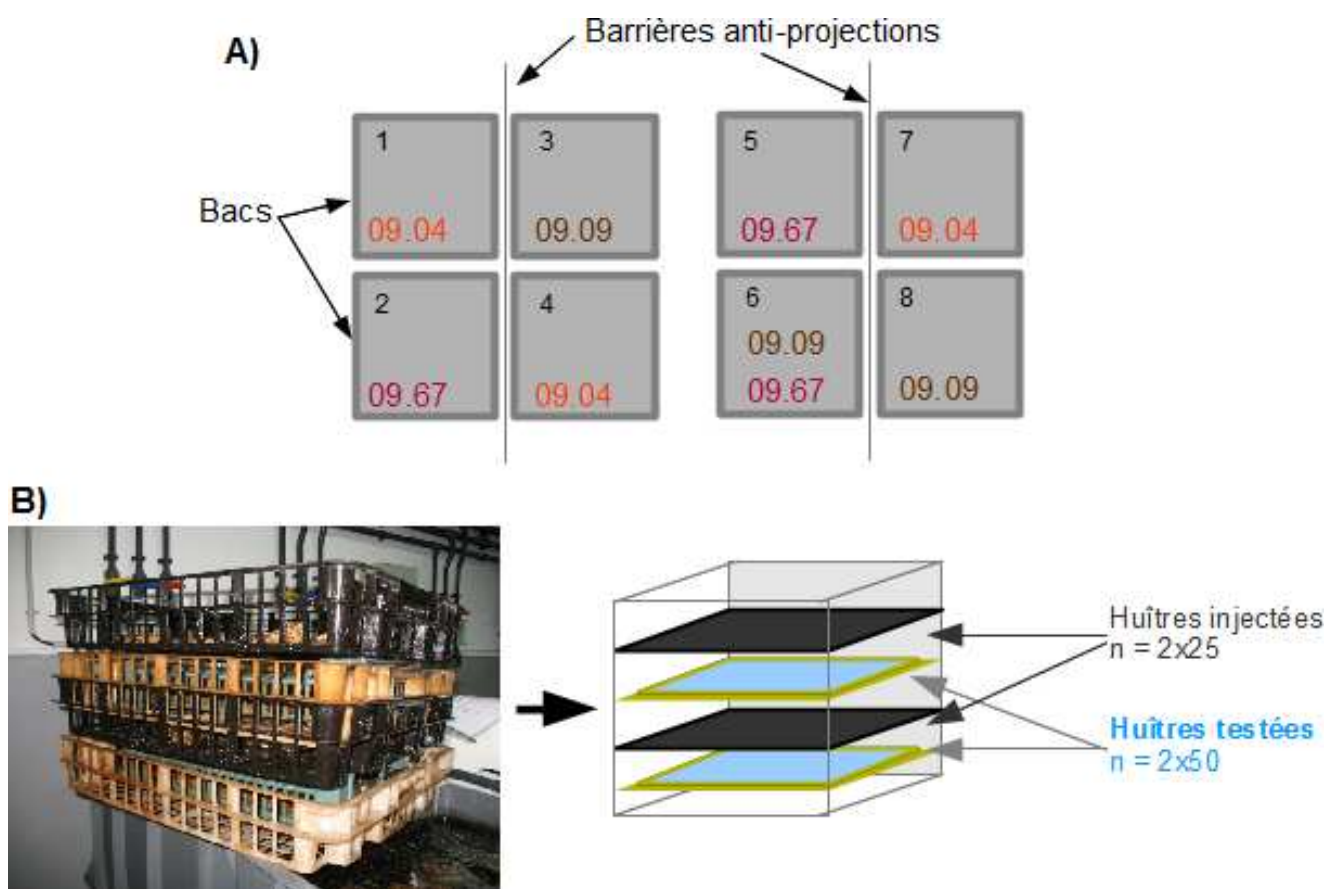 A)
Barrières anti-projections
Bacs
1
09.04
3
09.09
5
09.67
7
09.04
2
09.67
4
09.04
6
09.09
09.67
8
09.09
B)
Huîtres injectées
n = 2x25
Huîtres testées
n = 2x50